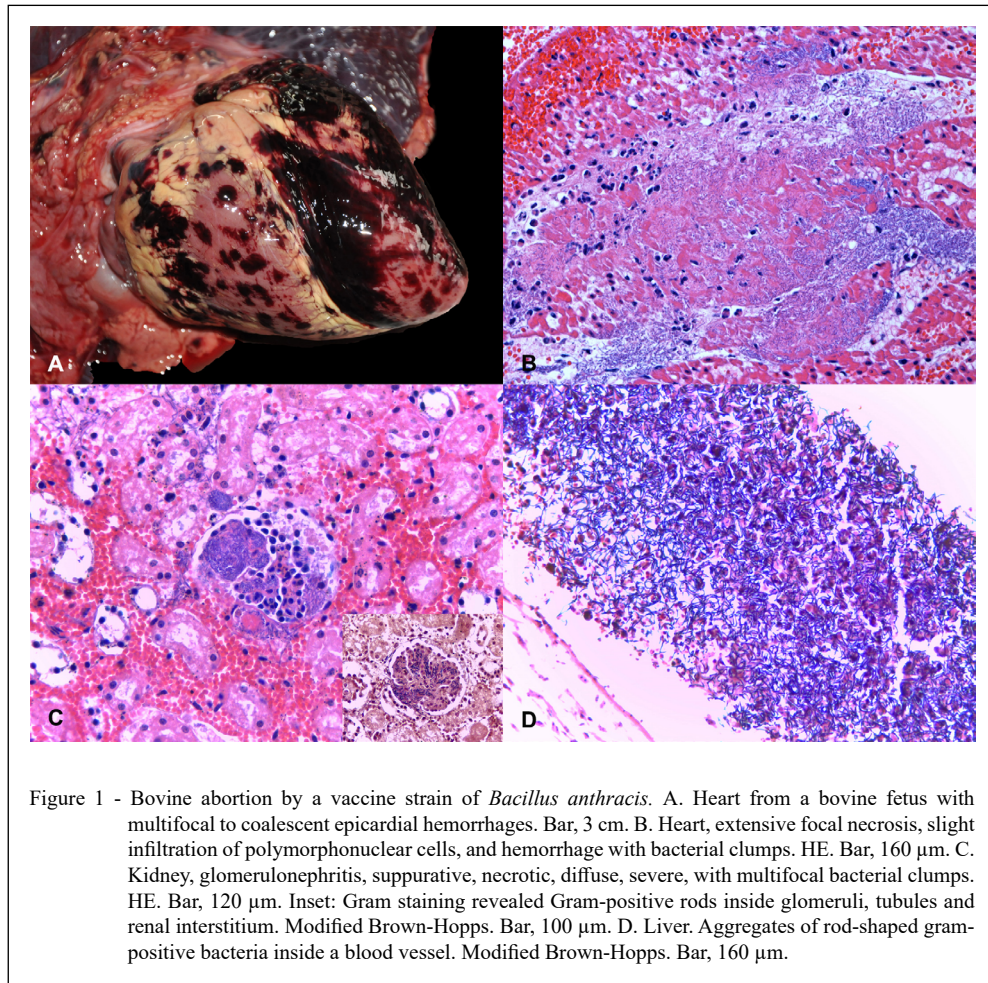 A
B
C
D
Figure 1 - Bovine abortion by a vaccine strain of Bacillus anthracis. A. Heart from a bovine fetus with
multifocal to coalescent epicardial hemorrhages. Bar, 3 cm. B. Heart, extensive focal necrosis, slight
infiltration of polymorphonuclear cells, and hemorrhage with bacterial clumps. HE. Bar, 160 µm. C.
Kidney, glomerulonephritis, suppurative, necrotic, diffuse, severe, with multifocal bacterial clumps.
HE. Bar, 120 µm. Inset: Gram staining revealed Gram-positive rods inside glomeruli, tubules and
renal interstitium. Modified Brown-Hopps. Bar, 100 µm. D. Liver. Aggregates of rod-shaped gram-
positive bacteria inside a blood vessel. Modified Brown-Hopps. Bar, 160 µm.